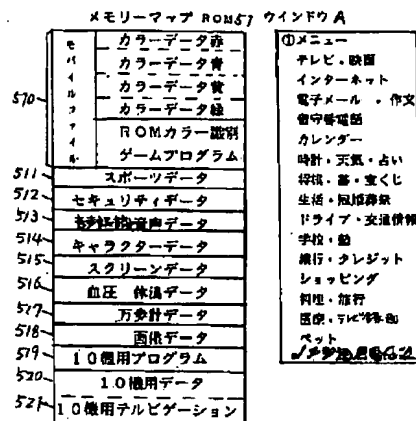 メモリーマップ ROM57 ウインドウ A
モバイルファイル
カラーデータ赤
カラーデータ青
カラーデータ黄
カラーデータ緑
ROMカラー識別
ゲームプログラム
570
511 スポーツデータ
512 セキュリティデータ
513 音声データ
514 キャラクターデータ
515 スクリーンデータ
516 血圧 体温データ
517 万歩計データ
518 画像データ
519 10機用プログラム
520 10機用データ
521 10機用テルビゲーション
①メニュー
テレビ・映画
インターネット
電子メール ・ 作文
留守番電話
カレンダー
時計・天気・占い
将棋・碁・宝くじ
生活・冠婚葬祭
ドライブ・交通情報
学校・塾
銀行・クレジット
ショッピング
料理・旅行
医療・
ペット